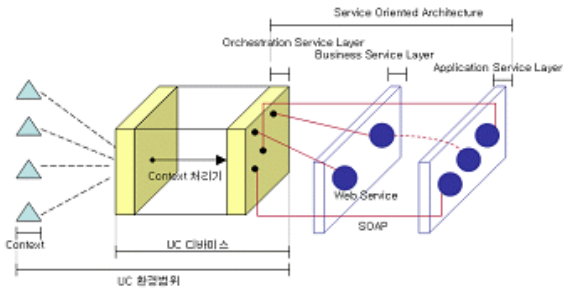 Service Oriented Architecture
Orchestration Service Layer
Business Service Layer
Application Service Layer
Context 처리기
Web Service
SOAP
Context
UC 디바이스
UC 환경범위